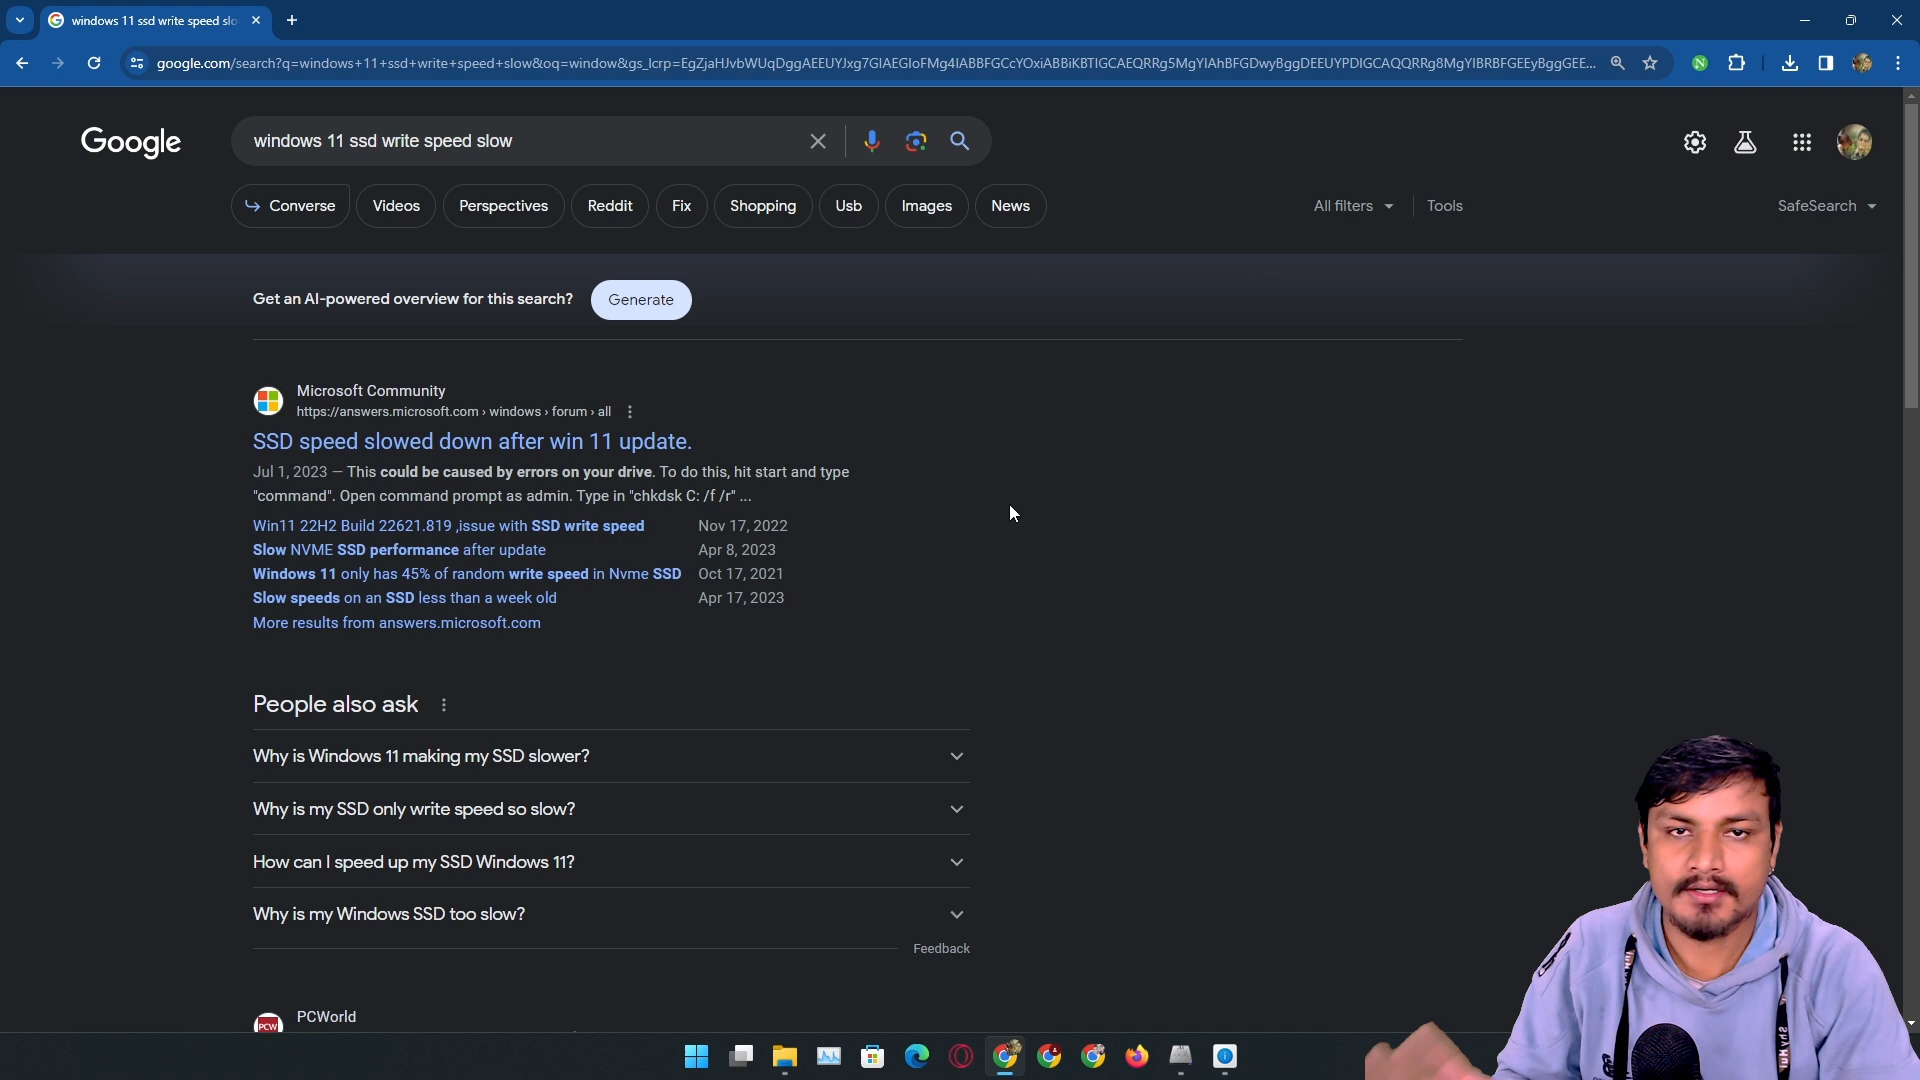 windows 11 ssd write speed slo
google.com/search?q=windows+11+ssd+write+speed+slow&oq=window&gs_lcrp=EgZjaHJvbWUqDggAEEUYJxg7GIAEGIoFMg4IABBFGCcYOxiABBiKBTIGCAEQRRg5MgYIAhBFGDwyBggDEEUYPDIGCAQQRRg8MgYIBRBFGEEyBggGEE...
Google
windows 11 ssd write speed slow
Converse Videos Perspectives Reddit Fix Shopping Usb Images News All filters Tools SafeSearch
Get an AI-powered overview for this search? Generate
Microsoft Community
https://answers.microsoft.com › windows › forum › all
SSD speed slowed down after win 11 update.
Jul 1, 2023 — This could be caused by errors on your drive. To do this, hit start and type
"command". Open command prompt as admin. Type in "chkdsk C: /f /r" ...
Win11 22H2 Build 22621.819 ,issue with SSD write speed Nov 17, 2022
Slow NVME SSD performance after update Apr 8, 2023
Windows 11 only has 45% of random write speed in Nvme SSD Oct 17, 2021
Slow speeds on an SSD less than a week old Apr 17, 2023
More results from answers.microsoft.com
People also ask
Why is Windows 11 making my SSD slower?
Why is my SSD only write speed so slow?
How can I speed up my SSD Windows 11?
Why is my Windows SSD too slow?
Feedback
PCW PCWorld